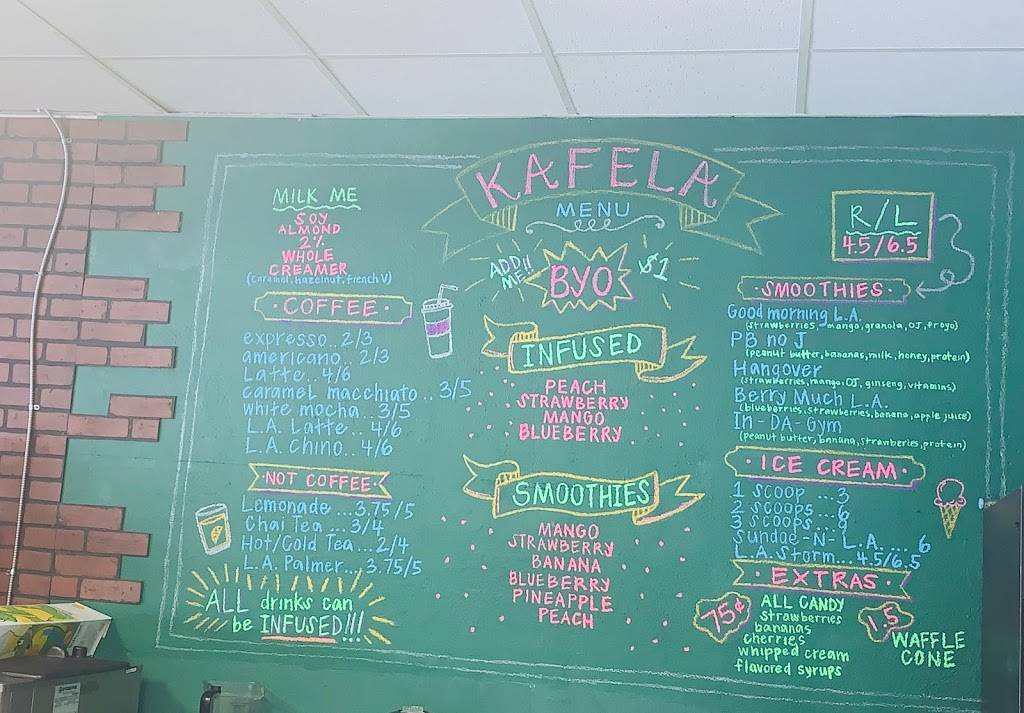 KAFELA
MENU
MILK ME
SOY
ALMOND
2%
WHOLE
CREAMER
(caramel, hazelnut, french V)
COFFEE
expresso.. 2/3
americano.. 2/3
Latte.. 4/6
caramel macchiato.. 3/5
white mocha.. 3/5
L.A. Latte.. 4/6
L.A. Chino.. 4/6
NOT COFFEE
Lemonade ...3.75/5
Chai Tea ...3/4
Hot/Cold Tea...2/4
L.A. Palmer...3.75/5
ALL drinks can
be INFUSED!!!
ADD!!
ME!!
BYO
$1
INFUSED
PEACH
STRAWBERRY
MANGO
BLUEBERRY
SMOOTHIES
MANGO
STRAWBERRY
BANANA
BLUEBERRY
PINEAPPLE
PEACH
R/L
4.5/6.5
·SMOOTHIES·
Good morning L.A.
(strawberries, mango, granola, OJ, froyo)
PB no J
(peanut butter, bananas, milk, honey, protein)
Hangover
(strawberries, mango, OJ, ginseng, vitamins)
Berry Much L.A.
(blueberries, strawberries, banana, apple juice)
In-DA-Gym
(peanut butter, banana, strawberries, protein)
·ICE CREAM·
1 scoop ...3
2 scoops...6
3 scoops...9
Sundae-N-L.A.... 6
L.A. Storm...4.5/6.5
·EXTRAS·
75¢
ALL CANDY
strawberries
bananas
cherries
whipped cream
flavored syrups
1.5
WAFFLE
CONE